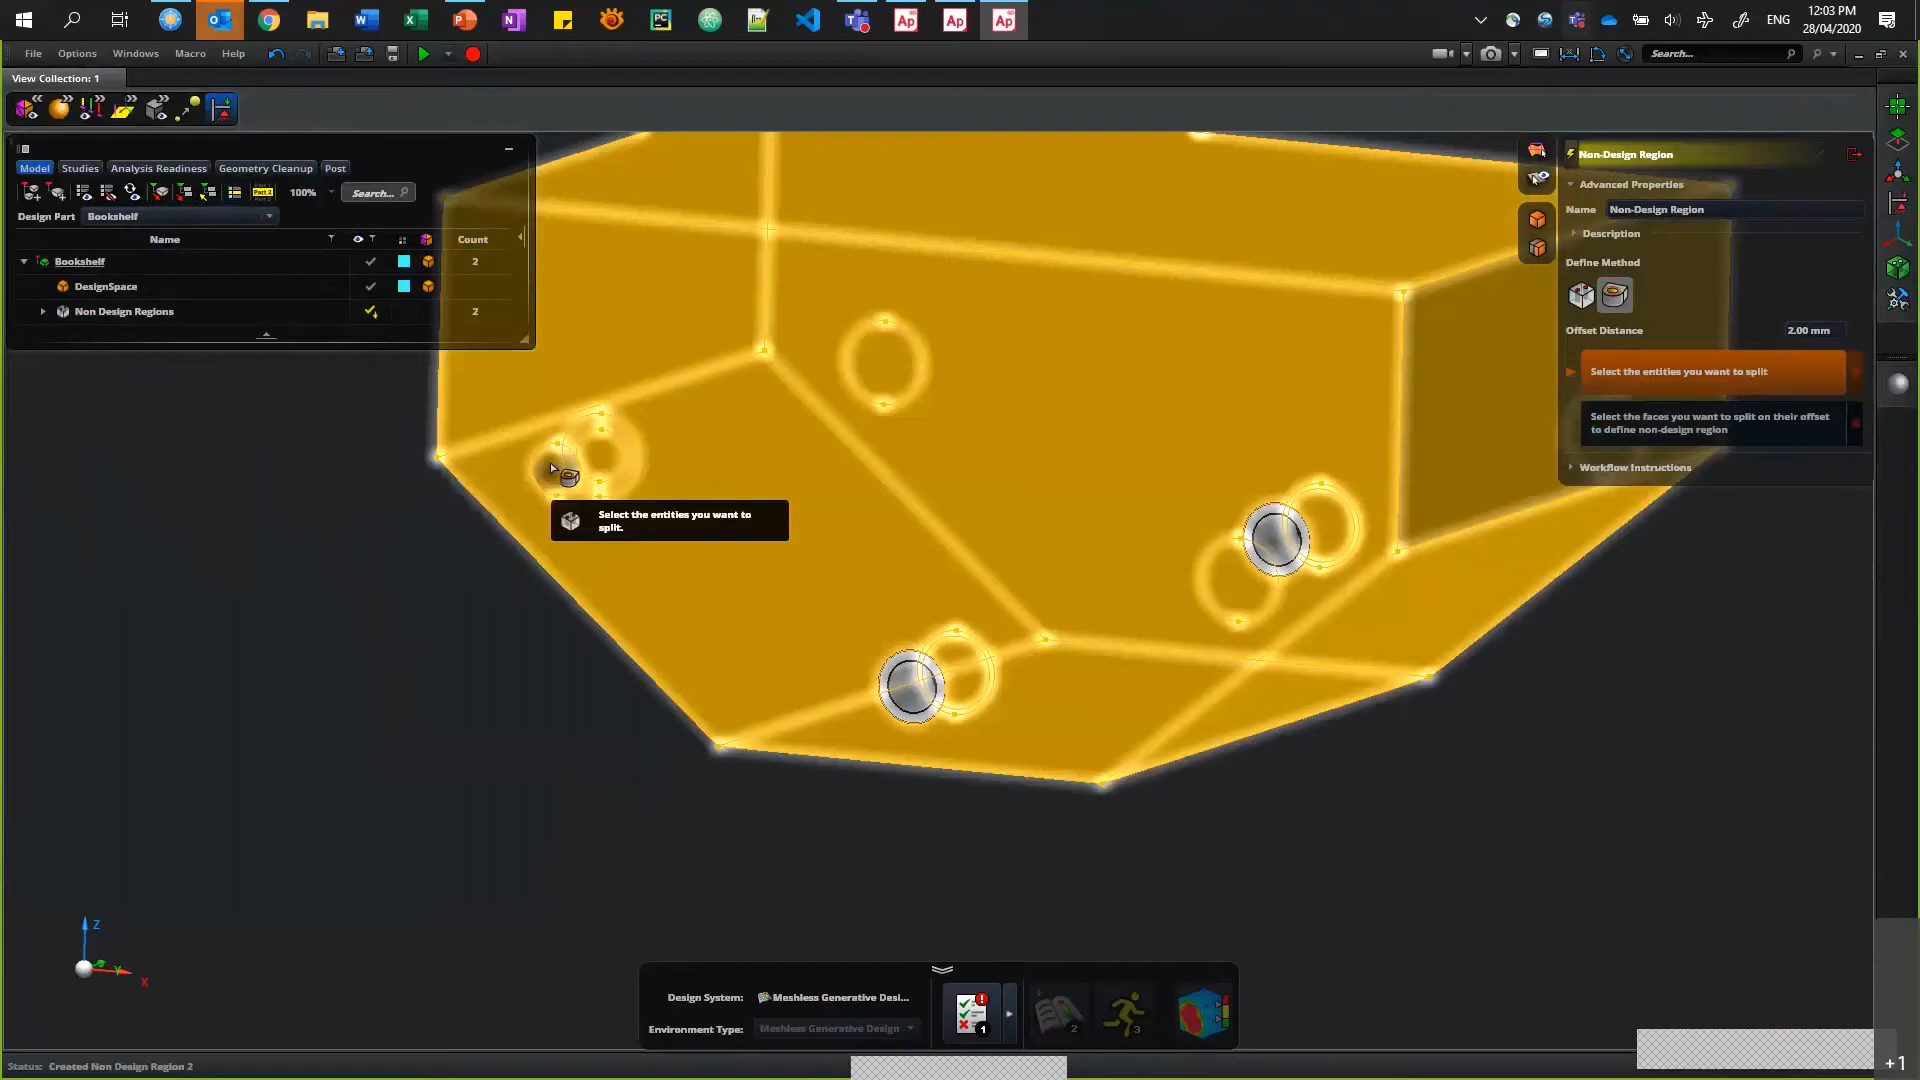 ENG
12:03 PM
28/04/2020
File
Options
Windows
Macro
Help
Search...
View Collection: 1
Model
Studies
Analysis Readiness
Geometry Cleanup
Post
100%
Search...
Design Part
Bookshelf
Name
Count
Bookshelf
2
DesignSpace
Non Design Regions
2
Non-Design Region
Advanced Properties
Name
Non-Design Region
Description
Define Method
Offset Distance
2.00 mm
Select the entities you want to split
Select the faces you want to split on their offset
to define non-design region
Workflow Instructions
Select the entities you want to
split.
Z
Y
X
Design System:
Meshless Generative Desi...
Environment Type:
Meshless Generative Design
1
2
3
Status:
Created Non Design Region 2
+1